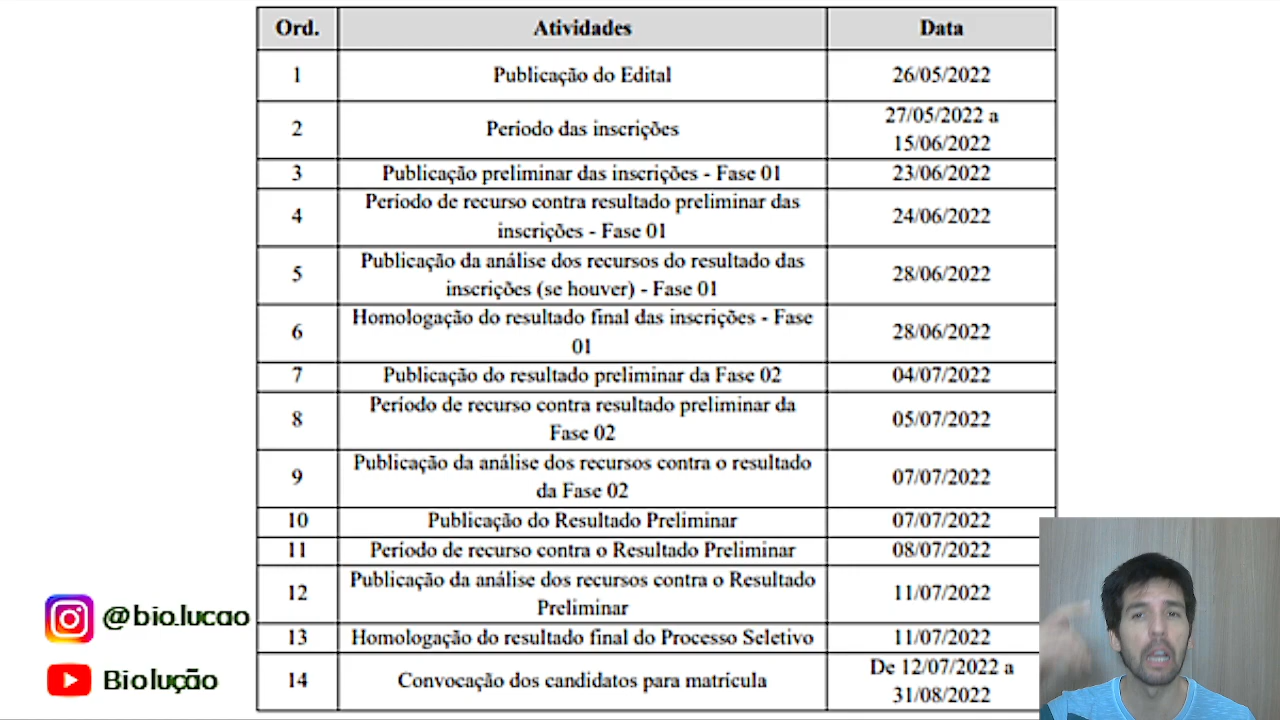 Ord. Atividades Data
1 Publicação do Edital 26/05/2022
2 Período das inscrições 27/05/2022 a
15/06/2022
3 Publicação preliminar das inscrições - Fase 01 23/06/2022
4 Período de recurso contra resultado preliminar das
inscrições - Fase 01 24/06/2022
5 Publicação da análise dos recursos do resultado das
inscrições (se houver) - Fase 01 28/06/2022
6 Homologação do resultado final das inscrições - Fase
01 28/06/2022
7 Publicação do resultado preliminar da Fase 02 04/07/2022
8 Período de recurso contra resultado preliminar da
Fase 02 05/07/2022
9 Publicação da análise dos recursos contra o resultado
da Fase 02 07/07/2022
10 Publicação do Resultado Preliminar 07/07/2022
11 Período de recurso contra o Resultado Preliminar 08/07/2022
12 Publicação da análise dos recursos contra o Resultado
Preliminar 11/07/2022
13 Homologação do resultado final do Processo Seletivo 11/07/2022
14 Convocação dos candidatos para matrícula De 12/07/2022 a
31/08/2022
@bio.lucao
Biolução